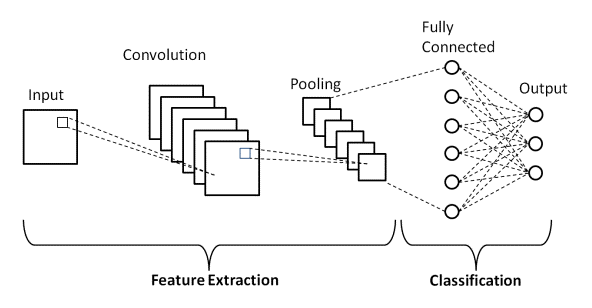 Input
Convolution
Pooling
Fully
Connected
Output
Feature Extraction
Classification